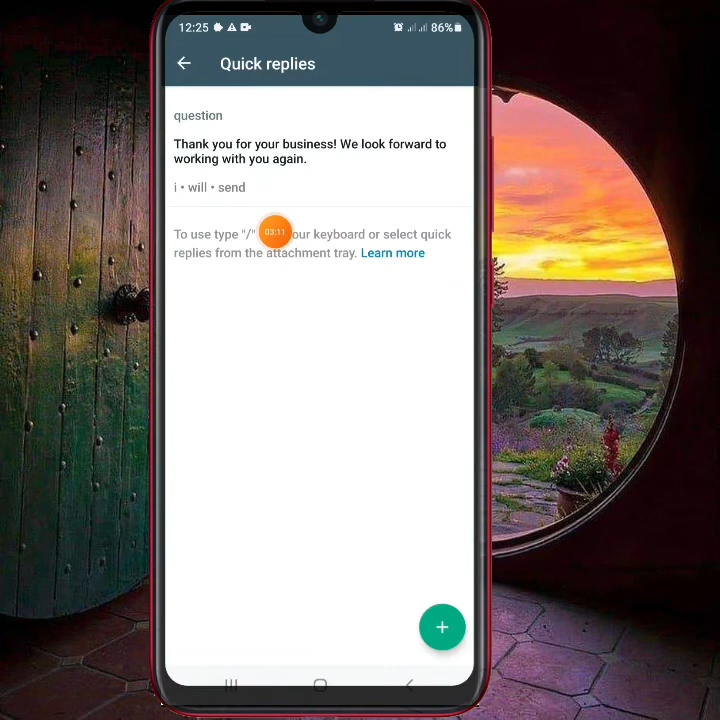 12:25 86%
Quick replies
question
Thank you for your business! We look forward to
working with you again.
i • will • send
To use type "/" 03:11 our keyboard or select quick
replies from the attachment tray. Learn more